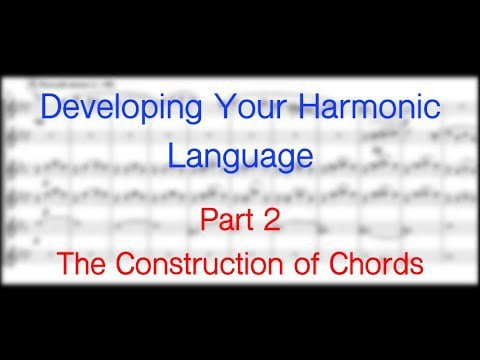 Developing Your Harmonic
Language
Part 2
The Construction of Chords